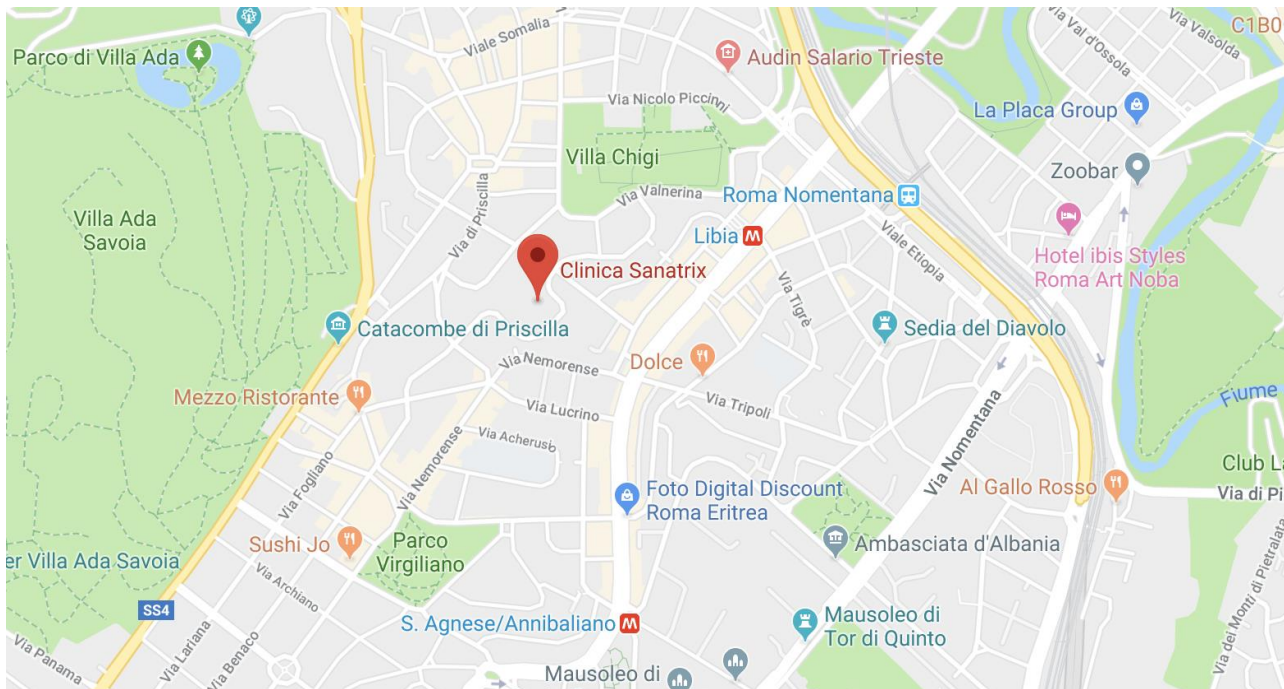 Viale Somalia
Via Val d'Ossola
Via Valsolda
C1B0
Parco di Villa Ada
Audin Salario Trieste
Via Nicolo Piccinni
La Placa Group
Villa Chigi
Zoobar
Via di Priscilla
Via Valnerina
Roma Nomentana
Villa Ada
Savoia
Libia
M
Viale Etiopia
Hotel ibis Styles
Roma Art Noba
Clinica Sanatrix
Via Tigrè
Catacombe di Priscilla
Sedia del Diavolo
Via Nemorense
Dolce
Mezzo Ristorante
Via Lucrino
Via Tripoli
Fiume
Via Acherusio
Via Nomentana
Via Nemorense
Via Fogliano
Club La
Foto Digital Discount
Roma Eritrea
Al Gallo Rosso
Via di Pi
Sushi Jo
Parco
Virgiliano
Ambasciata d'Albania
er Villa Ada Savoia
Via Archiano
SS4
S. Agnese/Annibaliano
M
Mausoleo di
Tor di Quinto
Via dei Monti di Pietralata
Via Panama
Via Lariana
Via Benaco
Mausoleo di